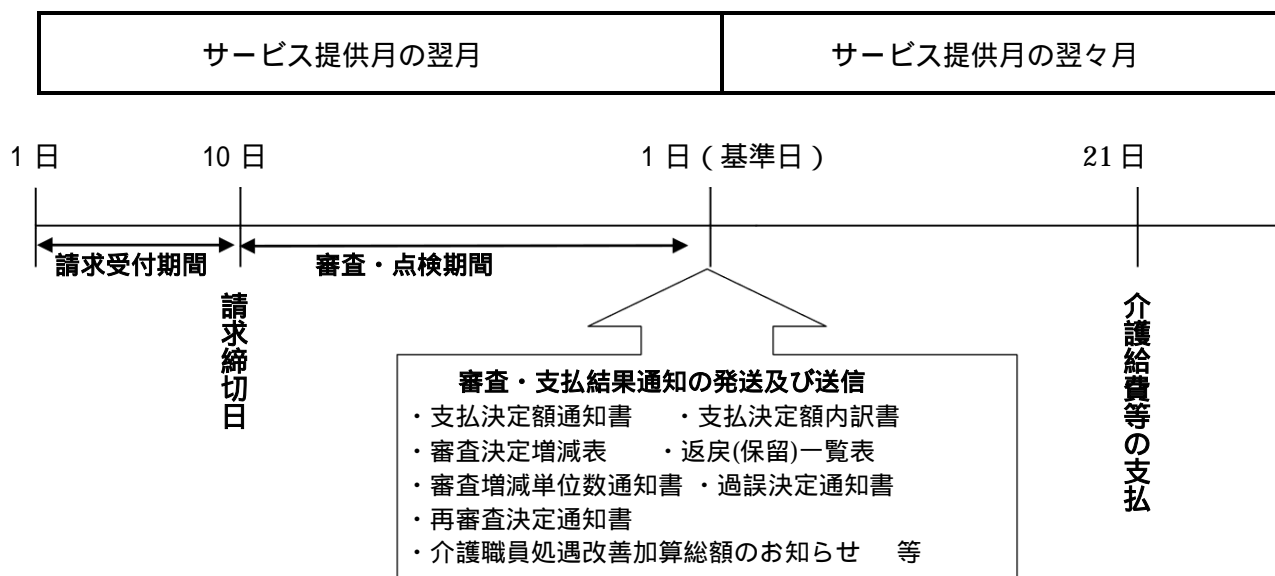 サービス提供月の翌月
サービス提供月の翌々月
1 日
10 日
1 日 ( 基準日 )
21 日
請求受付期間
審査・点検期間
請求締切日
介護給費等の支払
審査・支払結果通知の発送及び送信
・支払決定額通知書 ・支払決定額内訳書
・審査決定増減表 ・返戻(保留)一覧表
・審査増減単位数通知書 ・過誤決定通知書
・再審査決定通知書
・介護職員処遇改善加算総額のお知らせ 等